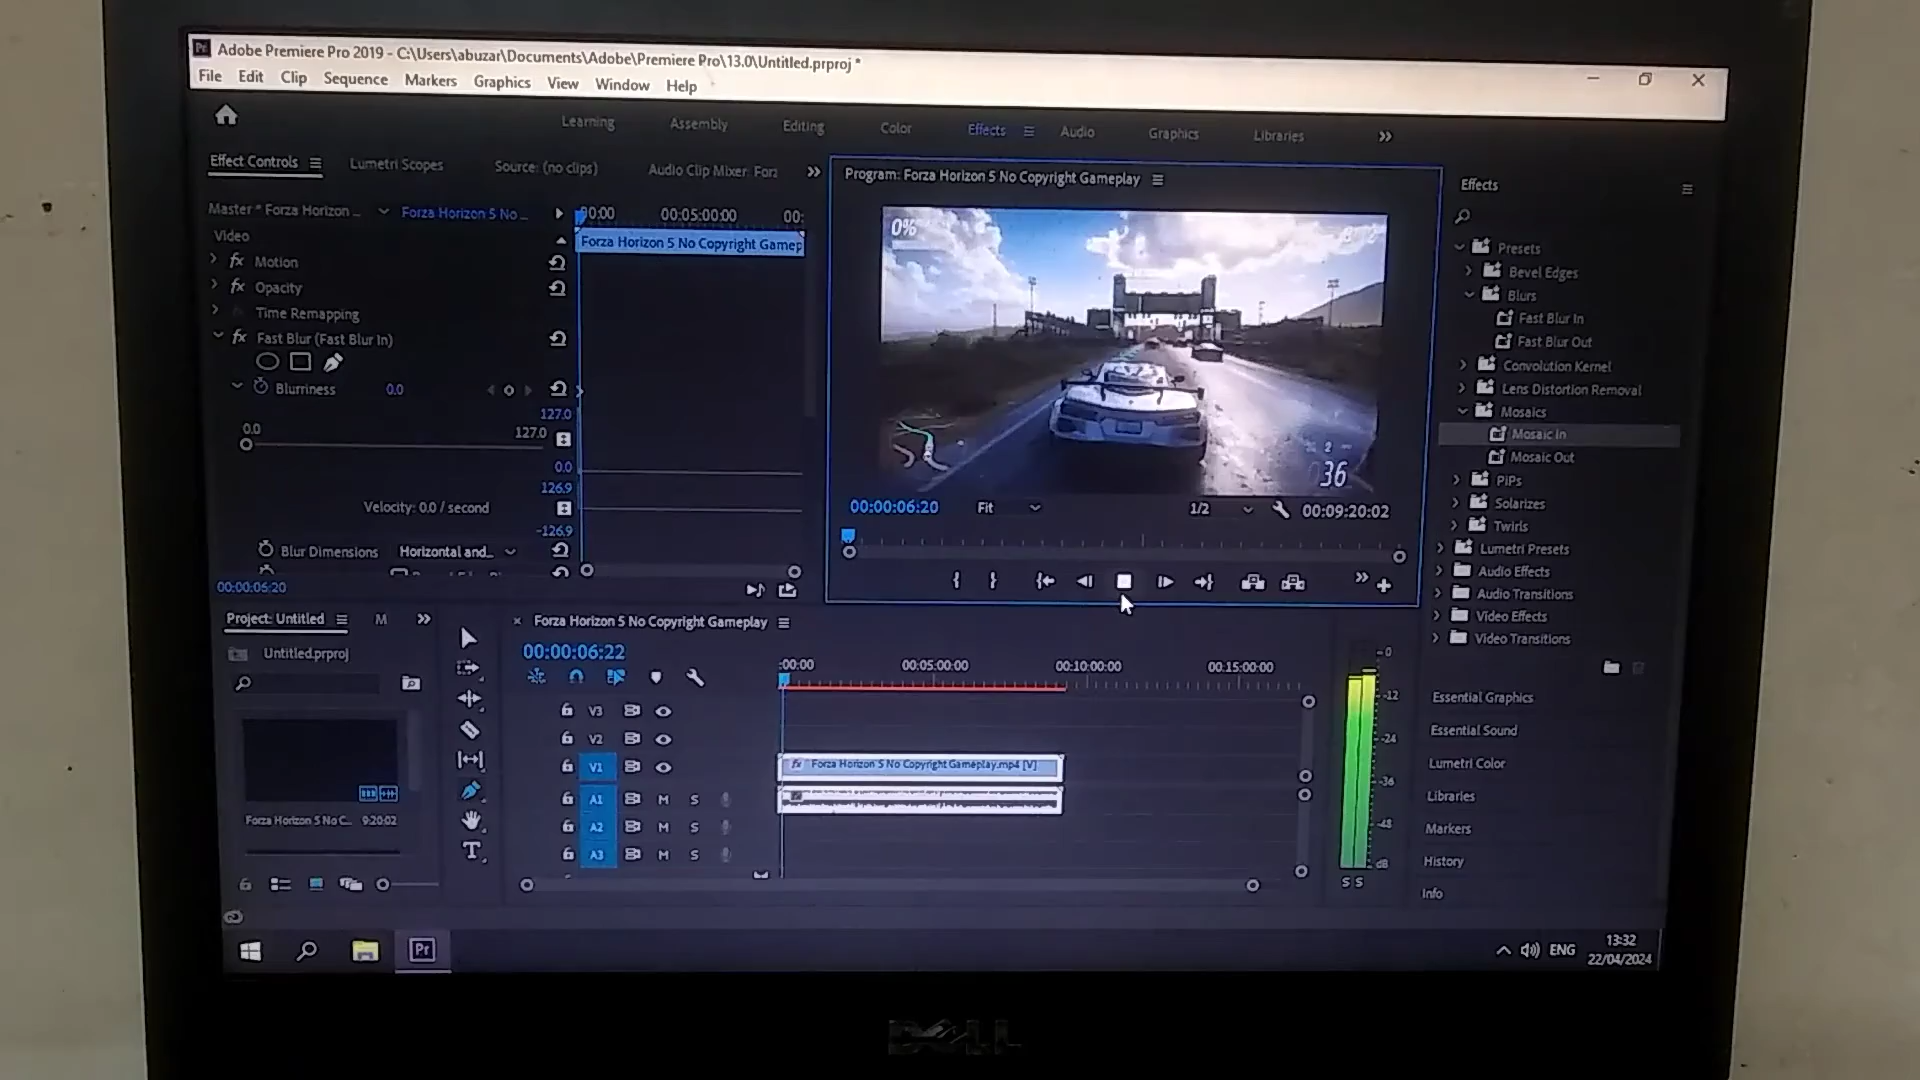 Adobe Premiere Pro 2019 - C:\Users\abuzar\Documents\Adobe\Premiere Pro\13.0\Untitled.prproj *
File Edit Clip Sequence Markers Graphics View Window Help
Learning Assembly Editing Color Effects Audio Graphics Libraries
Effect Controls Lumetri Scopes Source: (no clips) Audio Clip Mixer: Forz
Master * Forza Horizon ... Forza Horizon 5 No ...
00:00 00:05:00:00 00:
Forza Horizon 5 No Copyright Gamep
Video
fx Motion
fx Opacity
Time Remapping
fx Fast Blur (Fast Blur In)
Blurriness 0.0
127.0
0.0 127.0
0.0
126.9
Velocity: 0.0 / second
-126.9
Blur Dimensions Horizontal and...
00:00:06:20
Program: Forza Horizon 5 No Copyright Gameplay
0%
2
36
00:00:06:20 Fit 1/2 00:09:20:02
Effects
Presets
Bevel Edges
Blurs
Fast Blur In
Fast Blur Out
Convolution Kernel
Lens Distortion Removal
Mosaics
Mosaic In
Mosaic Out
PiPs
Solarizes
Twirls
Lumetri Presets
Audio Effects
Audio Transitions
Video Effects
Video Transitions
Essential Graphics
Essential Sound
Lumetri Color
Libraries
Markers
History
Info
Project: Untitled M
Untitled.prproj
Forza Horizon 5 No C... 9:20:02
T
× Forza Horizon 5 No Copyright Gameplay
00:00:06:22
:00:00 00:05:00:00 00:10:00:00 00:15:00:00
V3
V2
V1
fx Forza Horizon 5 No Copyright Gameplay.mp4 [V]
A1 M S
A2 M S
A3 M S
0
-12
-24
-36
-48
dB
S S
Pr
ENG
13:32
22/04/2024
DELL